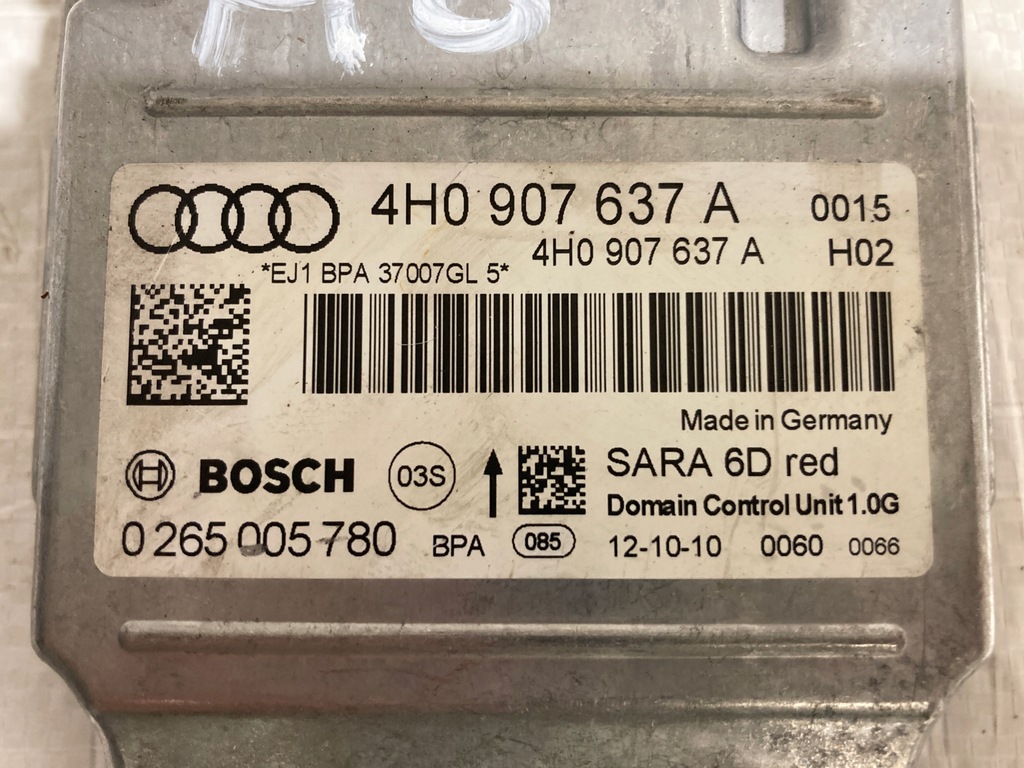 4H0 907 637 A 0015
4H0 907 637 A H02
*EJ1 BPA 37007GL 5*
Made in Germany
BOSCH 03S SARA 6D red
Domain Control Unit 1.0G
0 265 005 780 BPA 085 12-10-10 0060 0066